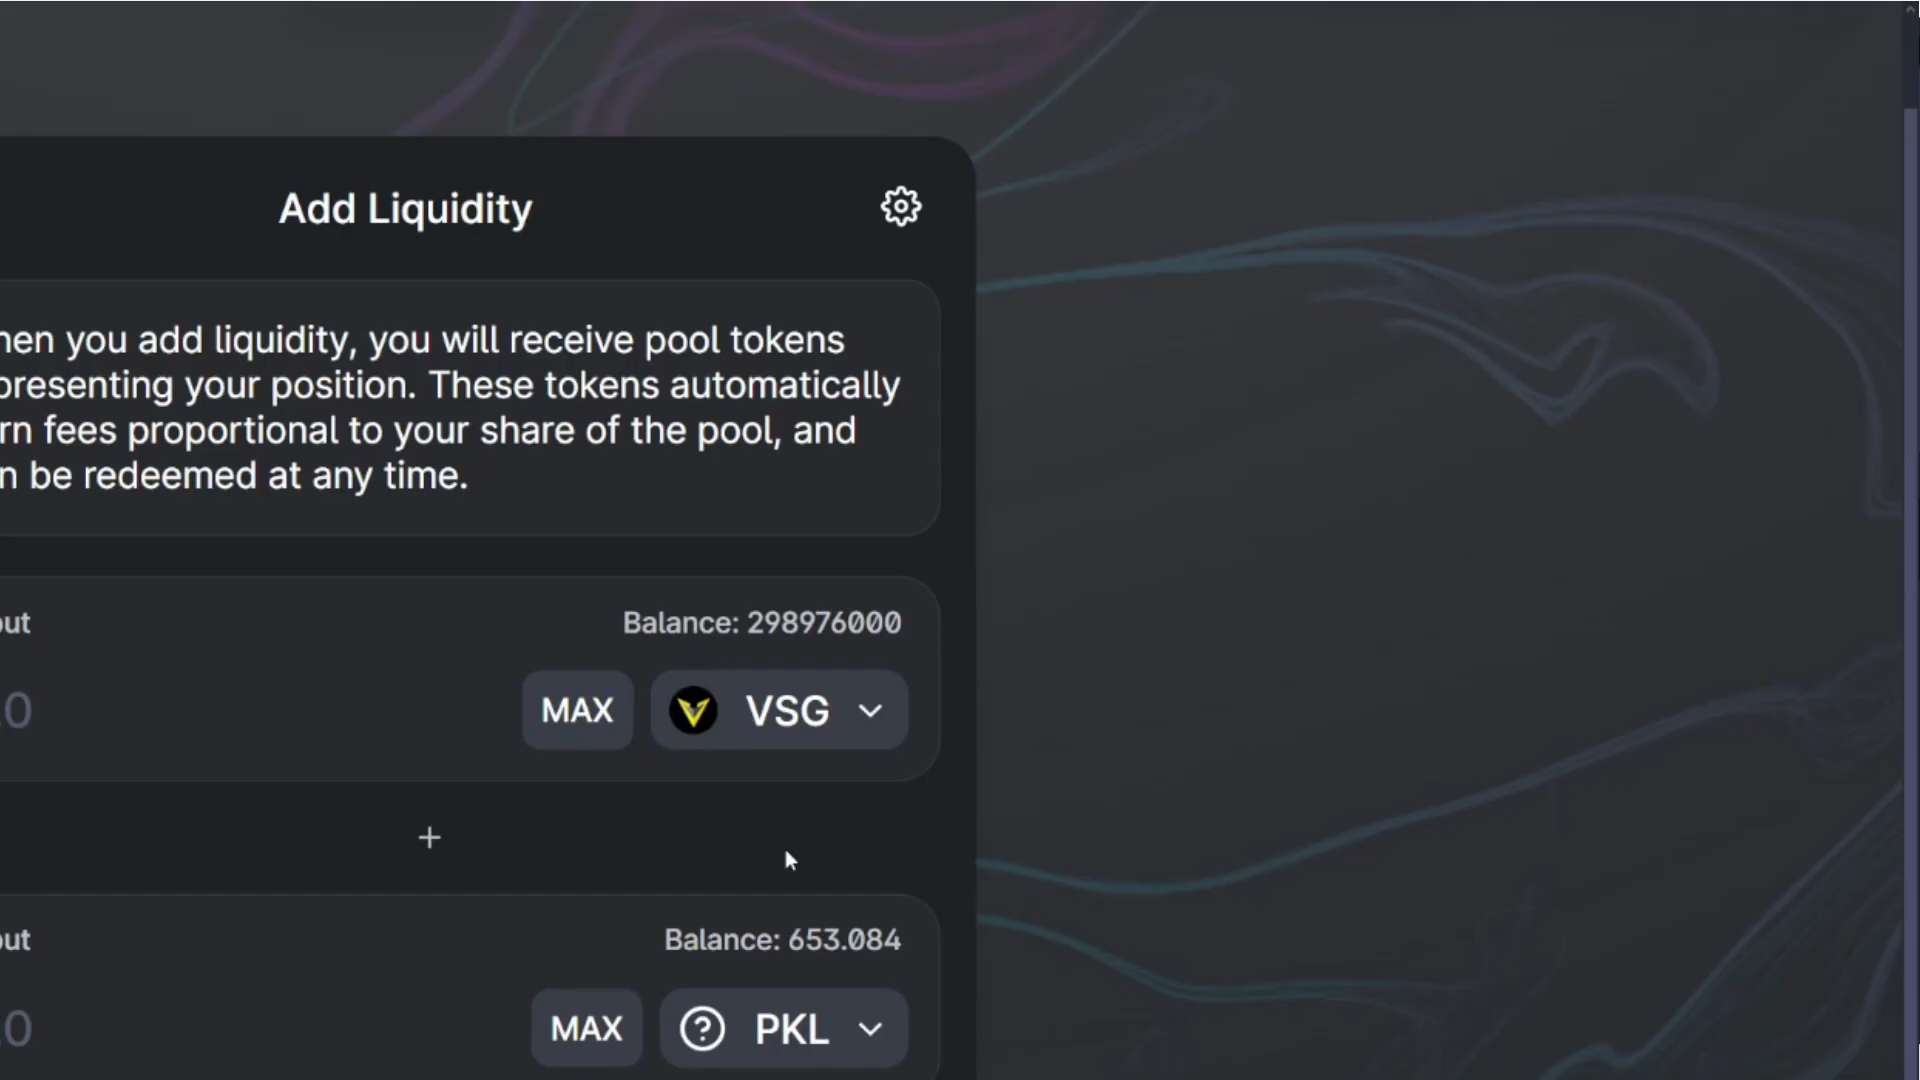 Add Liquidity
hen you add liquidity, you will receive pool tokens
presenting your position. These tokens automatically
rn fees proportional to your share of the pool, and
n be redeemed at any time.
out Balance: 298976000
.0 MAX VSG
+
out Balance: 653.084
.0 MAX ? PKL